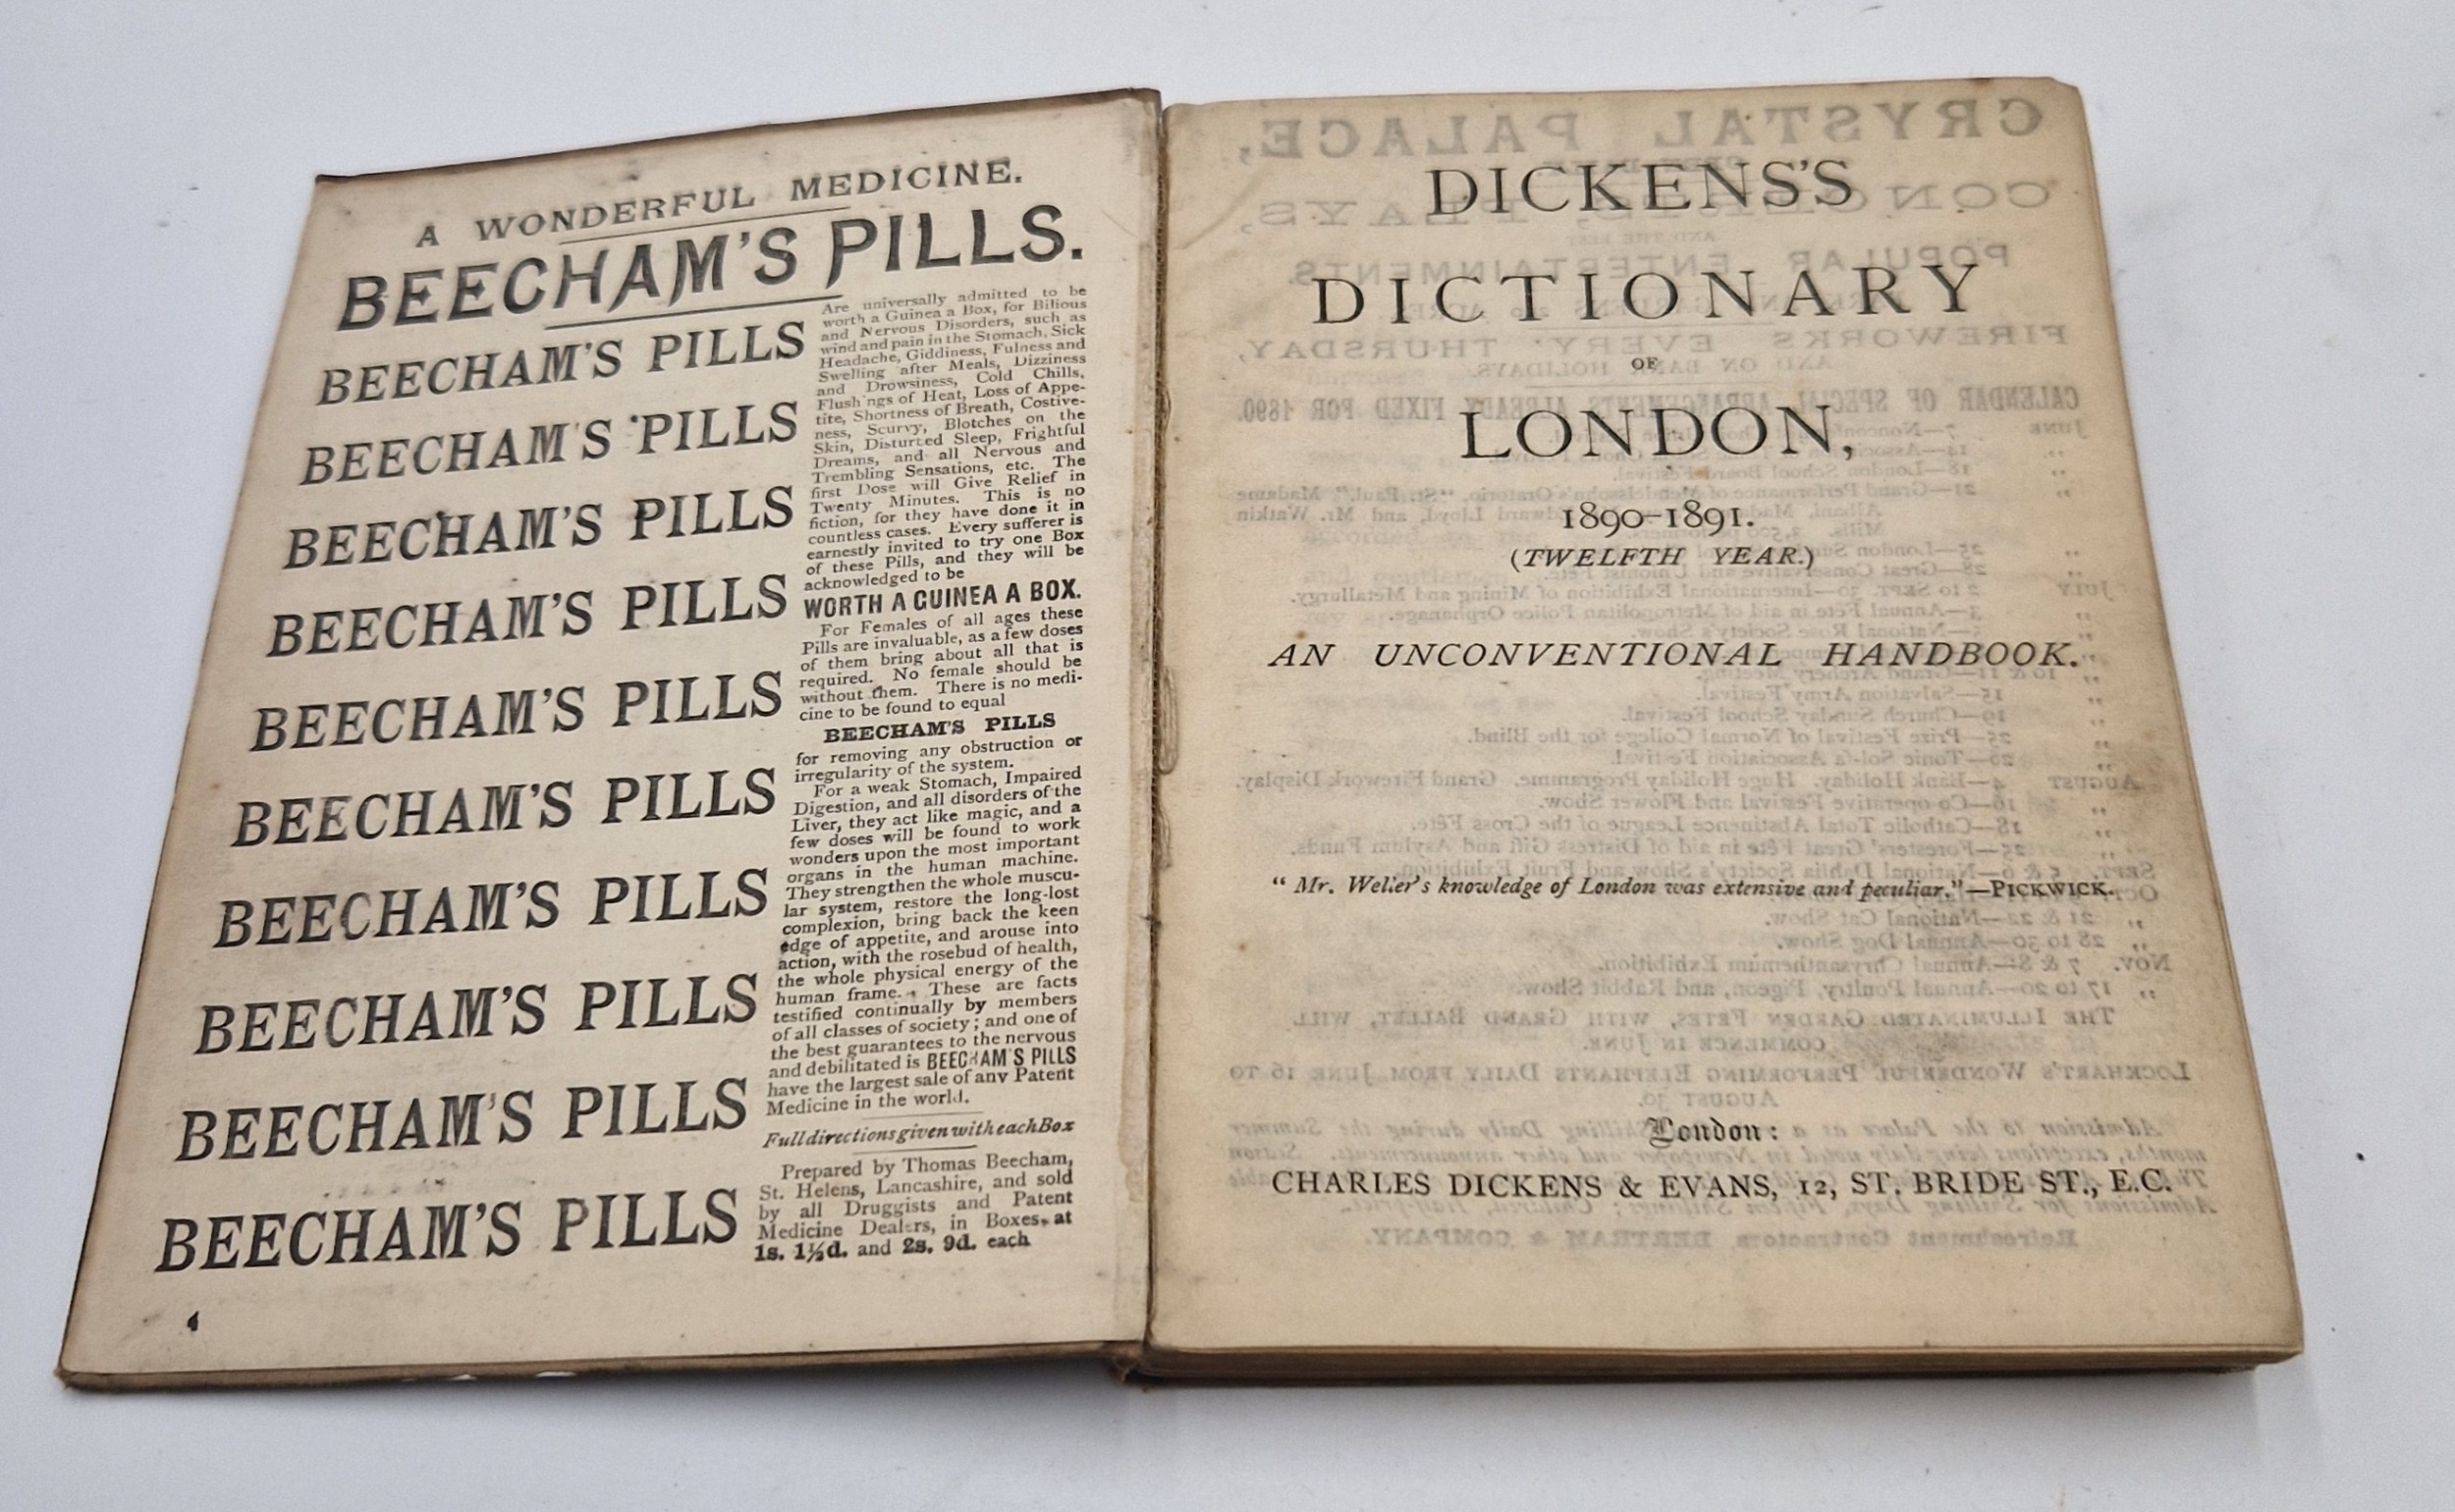 A WONDERFUL MEDICINE.
BEECHAM'S PILLS.
BEECHAM'S PILLS
BEECHAM'S PILLS
BEECHAM'S PILLS
BEECHAM'S PILLS
BEECHAM'S PILLS
BEECHAM'S PILLS
BEECHAM'S PILLS
BEECHAM'S PILLS
BEECHAM'S PILLS
BEECHAM'S PILLS
Are universally admitted to be
worth a Guinea a Box, for Bilious
and Nervous Disorders, such as
wind and pain in the Stomach, Sick
Headache, Giddiness, Fulness and
Swelling after Meals, Dizziness
and Drowsiness, Cold Chills,
Flushings of Heat, Loss of Appe-
tite, Shortness of Breath, Costive-
ness, Scurvy, Blotches on the
Skin, Disturbed Sleep, Frightful
Dreams, and all Nervous and
Trembling Sensations, etc. The
first Dose will Give Relief in
Twenty Minutes. This is no
fiction, for they have done it in
countless cases. Every sufferer is
earnestly invited to try one Box
of these Pills, and they will be
acknowledged to be
WORTH A GUINEA A BOX.
For Females of all ages these
Pills are invaluable, as a few doses
of them bring about all that is
required. No female should be
without them. There is no medi-
cine to be found to equal
BEECHAM'S PILLS
for removing any obstruction or
irregularity of the system.
For a weak Stomach, Impaired
Digestion, and all disorders of the
Liver, they act like magic, and a
few doses will be found to work
wonders upon the most important
organs in the human machine.
They strengthen the whole muscu-
lar system, restore the long-lost
complexion, bring back the keen
edge of appetite, and arouse into
action, with the rosebud of health,
the whole physical energy of the
human frame. These are facts
testified continually by members
of all classes of society; and one of
the best guarantees to the nervous
and debilitated is BEECHAM'S PILLS
have the largest sale of any Patent
Medicine in the world.
Full directions given with each Box
Prepared by Thomas Beecham,
St. Helens, Lancashire, and sold
by all Druggists and Patent
Medicine Dealers, in Boxes, at
1s. 1½d. and 2s. 9d. each
4
DICKENS'S
DICTIONARY
OF
LONDON,
1890-1891.
(TWELFTH YEAR.)
AN UNCONVENTIONAL HANDBOOK.
"Mr. Weller's knowledge of London was extensive and peculiar."—PICKWICK.
London:
CHARLES DICKENS & EVANS, 12, ST. BRIDE ST., E.C.